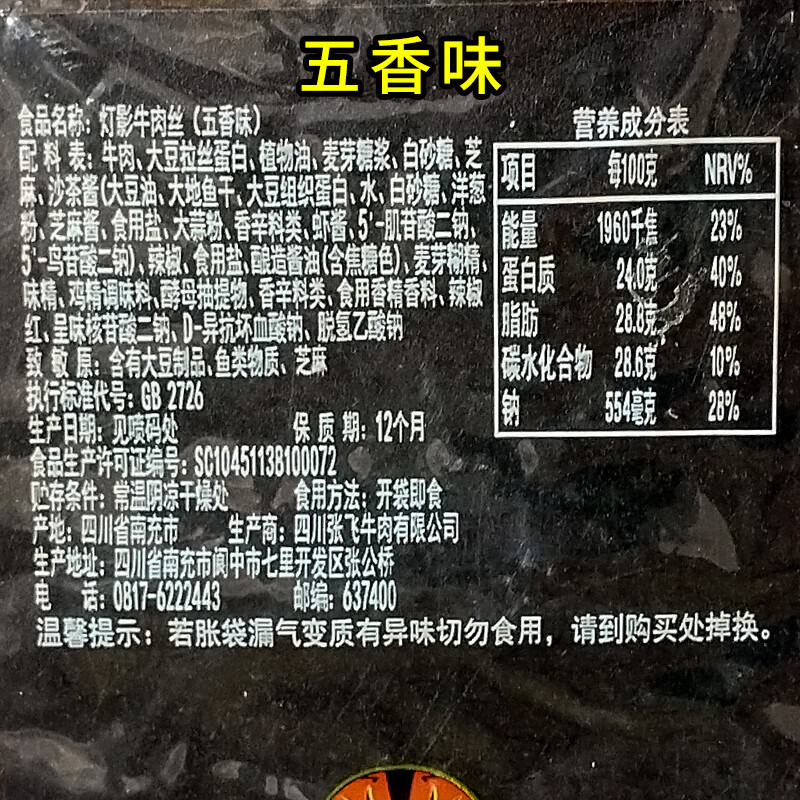 五香味
食品名称：灯影牛肉丝（五香味）
配 料 表：牛肉、大豆拉丝蛋白、植物油、麦芽糖浆、白砂糖、芝
麻、沙茶酱(大豆油、大地鱼干、大豆组织蛋白、水、白砂糖、洋葱
粉、芝麻酱、食用盐、大蒜粉、香辛料类、虾酱、5'-肌苷酸二钠、
5'-鸟苷酸二钠)、辣椒、食用盐、酿造酱油(含焦糖色)、麦芽糊精、
味精、鸡精调味料、酵母抽提物、香辛料类、食用香精香料、辣椒
红、呈味核苷酸二钠、D-异抗坏血酸钠、脱氢乙酸钠
致 敏 原：含有大豆制品、鱼类物质、芝麻
执行标准代号：GB 2726
生产日期：见喷码处 保 质 期：12个月
食品生产许可证编号：SC10451138100072
贮存条件：常温阴凉干燥处 食用方法：开袋即食
产地：四川省南充市 生产商：四川张飞牛肉有限公司
生产地址：四川省南充市阆中市七里开发区张公桥
电 话：0817-6222443 邮编：637400
温馨提示：若胀袋漏气变质有异味切勿食用，请到购买处掉换。
营养成分表
项目 每100克 NRV%
能量 1960千焦 23%
蛋白质 24.0克 40%
脂肪 28.8克 48%
碳水化合物 28.6克 10%
钠 554毫克 28%